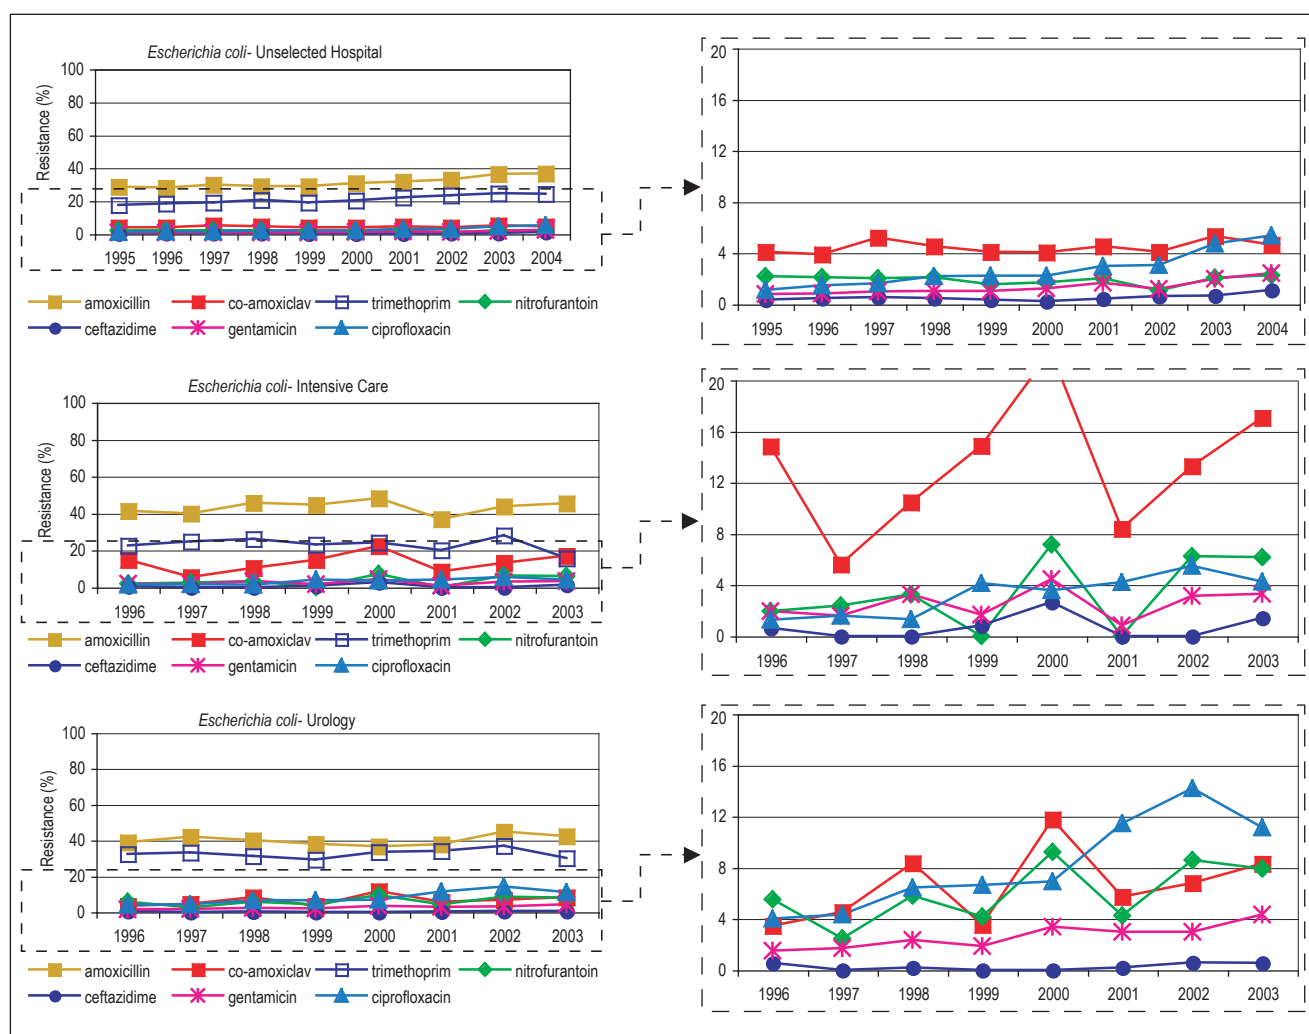 Escherichia coli- Unselected Hospital
Resistance (%)
100
80
60
40
20
0
1995 1996 1997 1998 1999 2000 2001 2002 2003 2004
amoxicillin co-amoxiclav trimethoprim nitrofurantoin
ceftazidime gentamicin ciprofloxacin
20
16
12
8
4
0
1995 1996 1997 1998 1999 2000 2001 2002 2003 2004
Escherichia coli- Intensive Care
Resistance (%)
100
80
60
40
20
0
1996 1997 1998 1999 2000 2001 2002 2003
amoxicillin co-amoxiclav trimethoprim nitrofurantoin
ceftazidime gentamicin ciprofloxacin
20
16
12
8
4
0
1996 1997 1998 1999 2000 2001 2002 2003
Escherichia coli- Urology
Resistance (%)
100
80
60
40
20
0
1996 1997 1998 1999 2000 2001 2002 2003
amoxicillin co-amoxiclav trimethoprim nitrofurantoin
ceftazidime gentamicin ciprofloxacin
20
16
12
8
4
0
1996 1997 1998 1999 2000 2001 2002 2003